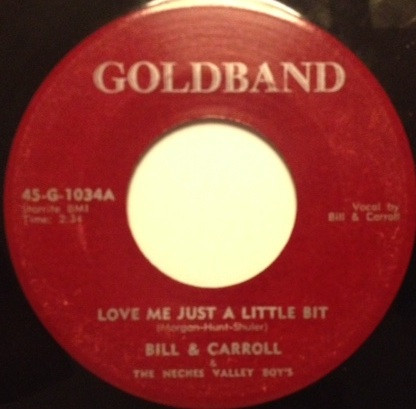 GOLDBAND
45-G-1034A
Starrite BMI
Time: 2:34
Vocal by
Bill & Carroll
LOVE ME JUST A LITTLE BIT
(Morgan-Hunt-Shuler)
BILL & CARROLL
&
THE NECHES VALLEY BOY'S